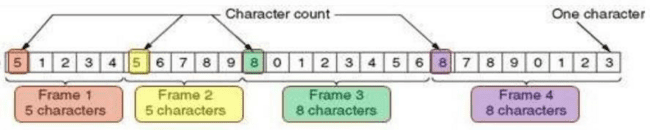 Character count One character
5 1 2 3 4 5 6 7 8 9 8 0 1 2 3 4 5 6 8 7 8 9 0 1 2 3
Frame 1 Frame 2 Frame 3 Frame 4
5 characters 5 characters 8 characters 8 characters